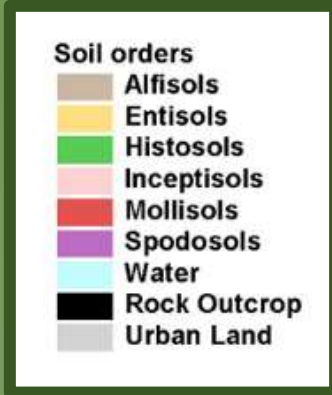 Soil orders
Alfisols
Entisols
Histosols
Inceptisols
Mollisols
Spodosols
Water
Rock Outcrop
Urban Land